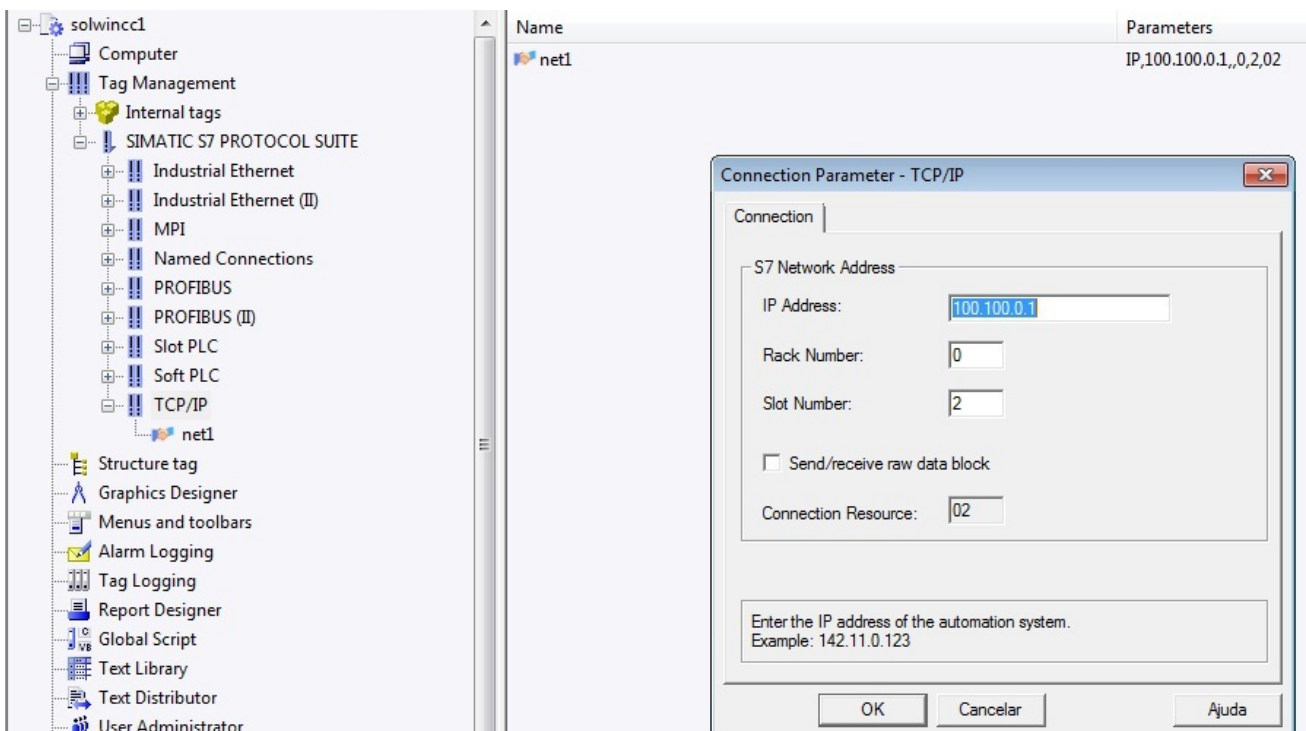 solwincc1
Computer
Tag Management
Internal tags
SIMATIC S7 PROTOCOL SUITE
Industrial Ethernet
Industrial Ethernet (II)
MPI
Named Connections
PROFIBUS
PROFIBUS (II)
Slot PLC
Soft PLC
TCP/IP
net1
Structure tag
Graphics Designer
Menus and toolbars
Alarm Logging
Tag Logging
Report Designer
Global Script
Text Library
Text Distributor
User Administrator
Name Parameters
net1 IP,100.100.0.1,,0,2,02
Connection Parameter - TCP/IP
Connection
S7 Network Address
IP Address: 100.100.0.1
Rack Number: 0
Slot Number: 2
Send/receive raw data block
Connection Resource: 02
Enter the IP address of the automation system.
Example: 142.11.0.123
OK Cancelar Ajuda